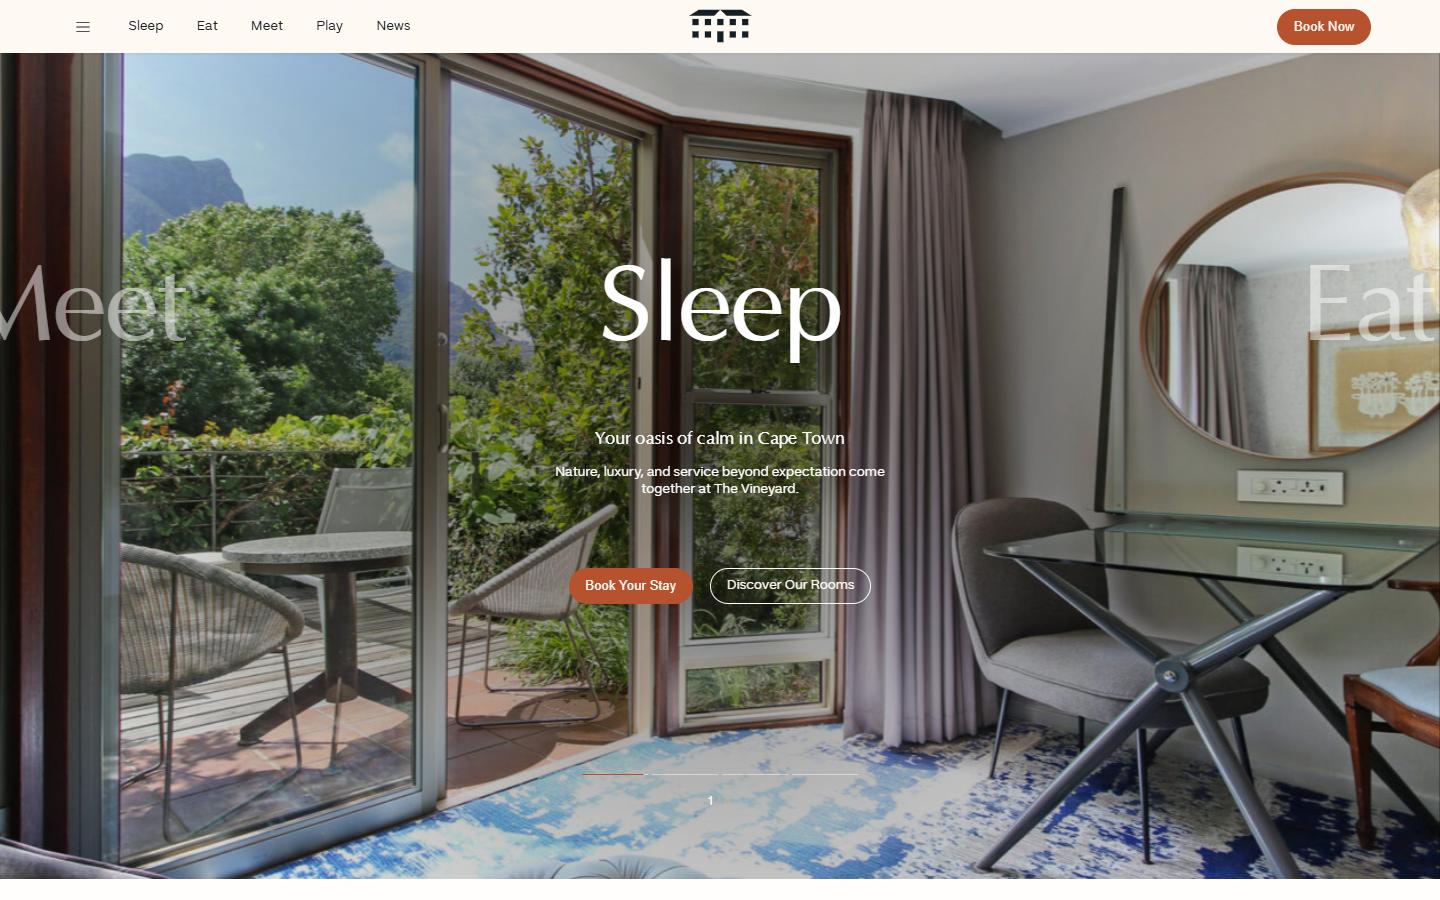 Sleep
Eat
Meet
Play
News
Book Now
Meet
Sleep
Eat
Your oasis of calm in Cape Town
Nature, luxury, and service beyond expectation come
together at The Vineyard.
Book Your Stay
Discover Our Rooms
1